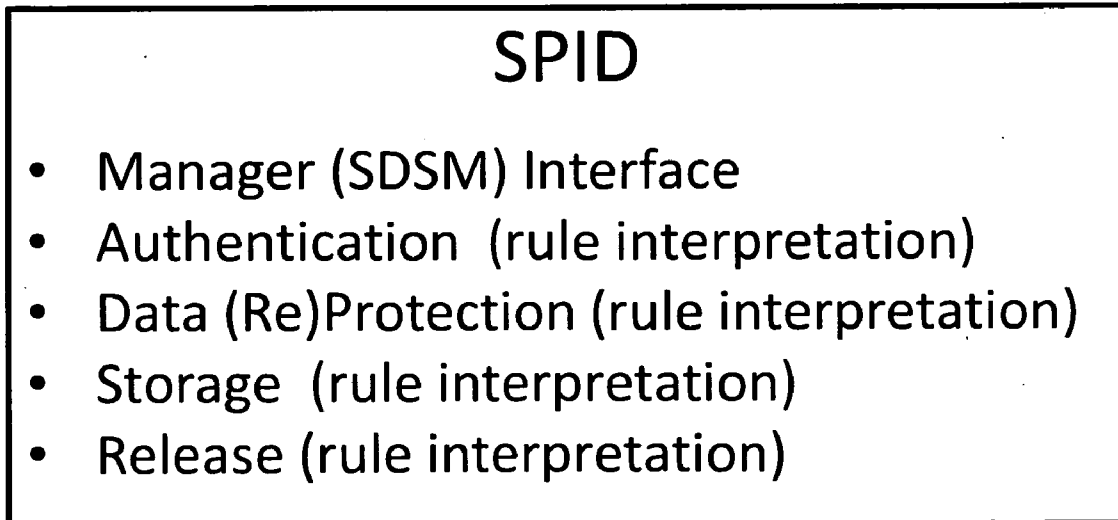 SPID
• Manager (SDSM) Interface
• Authentication (rule interpretation)
• Data (Re)Protection (rule interpretation)
• Storage (rule interpretation)
• Release (rule interpretation)